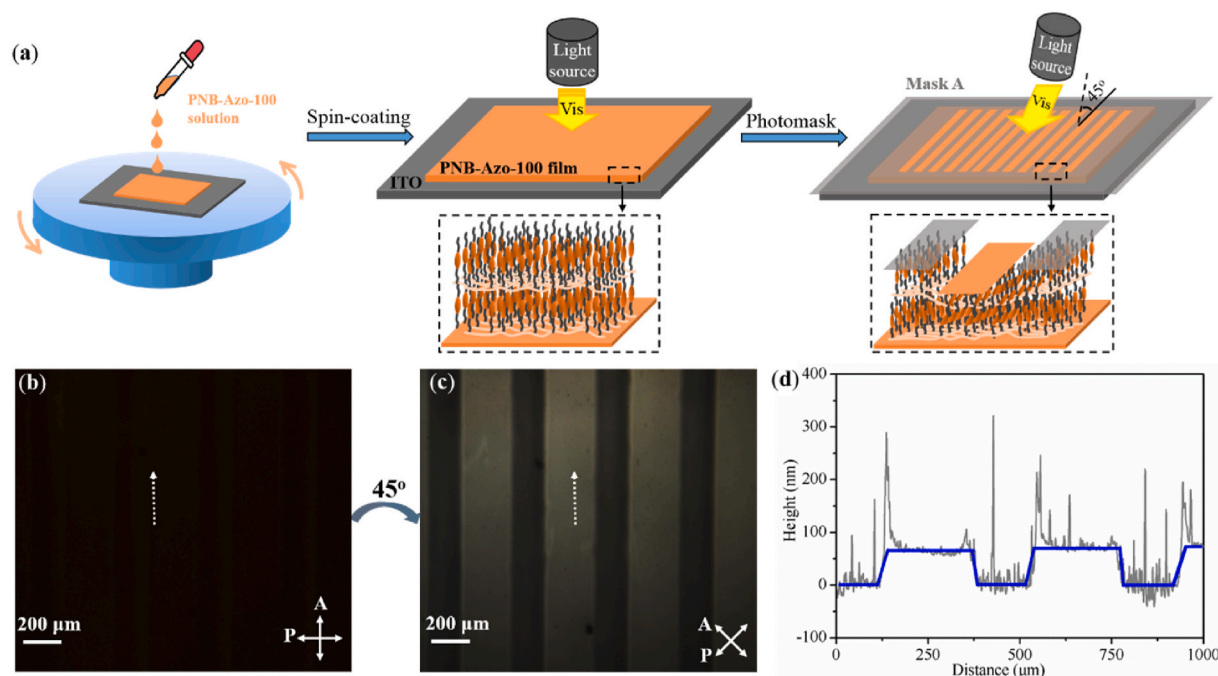 (a)
PNB-Azo-100
solution
Spin-coating
Light
source
Vis
PNB-Azo-100 film
ITO
Photomask
Mask A
Light
source
Vis
45°
(b)
200 μm
A
P
45°
(c)
200 μm
A
P
(d)
Height (nm)
400
300
200
100
0
-100
0
250
500
750
1000
Distance (μm)